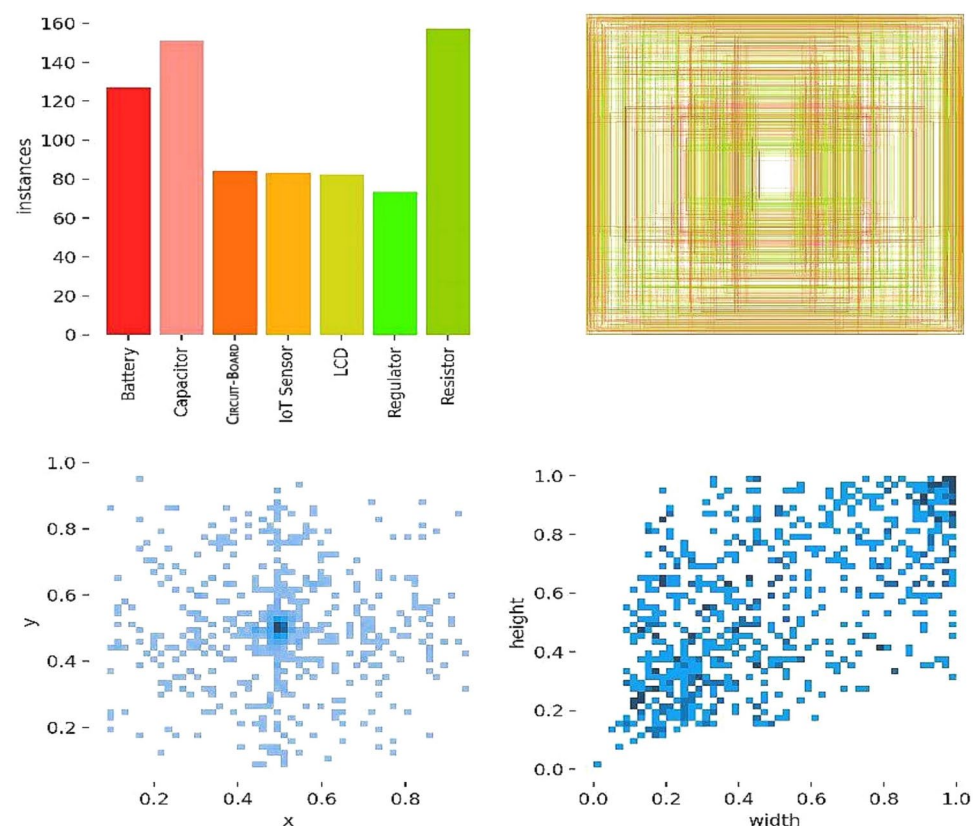 160
140
120
100
80
60
40
20
0
instances
Battery
Capacitor
CIRCUIT-BOARD
IoT Sensor
LCD
Regulator
Resistor
1.0
0.8
0.6
0.4
0.2
y
0.2 0.4 0.6 0.8
x
1.0
0.8
0.6
0.4
0.2
0.0
height
0.0 0.2 0.4 0.6 0.8 1.0
width